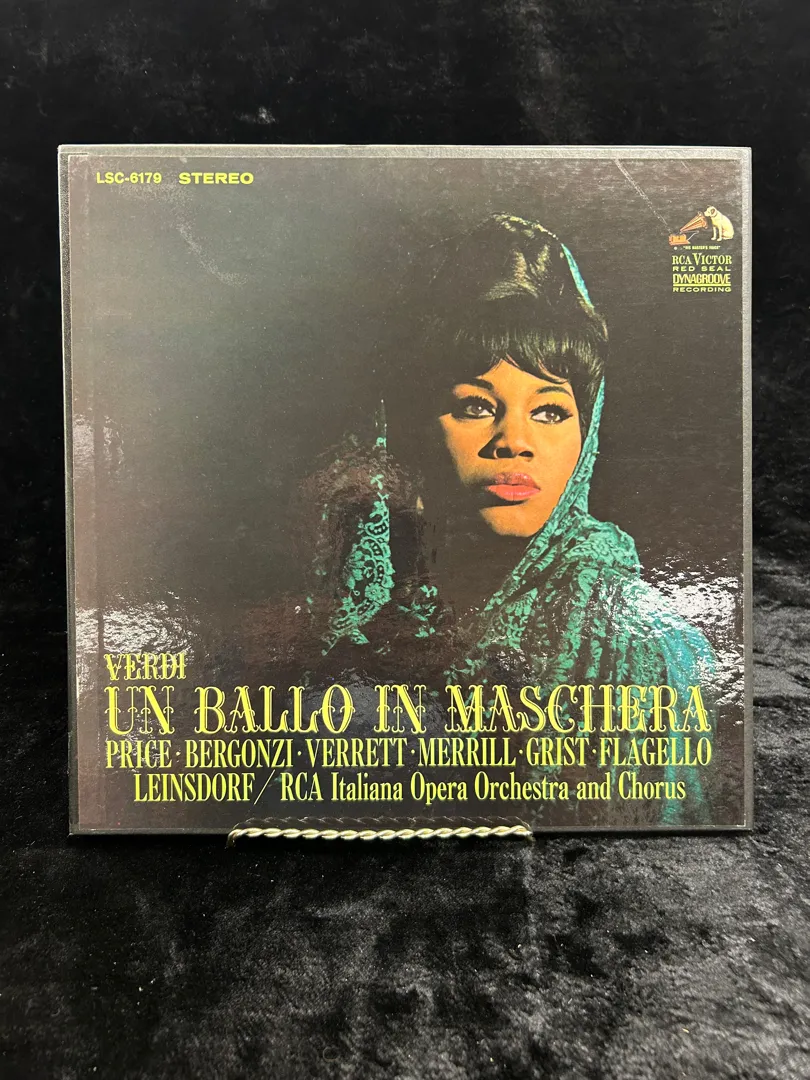 LSC-6179 STEREO
"HIS MASTER'S VOICE"
RCA VICTOR
RED SEAL
DYNAGROOVE
RECORDING
VERDI
UN BALLO IN MASCHERA
PRICE · BERGONZI · VERRETT · MERRILL · GRIST · FLAGELLO
LEINSDORF / RCA Italiana Opera Orchestra and Chorus